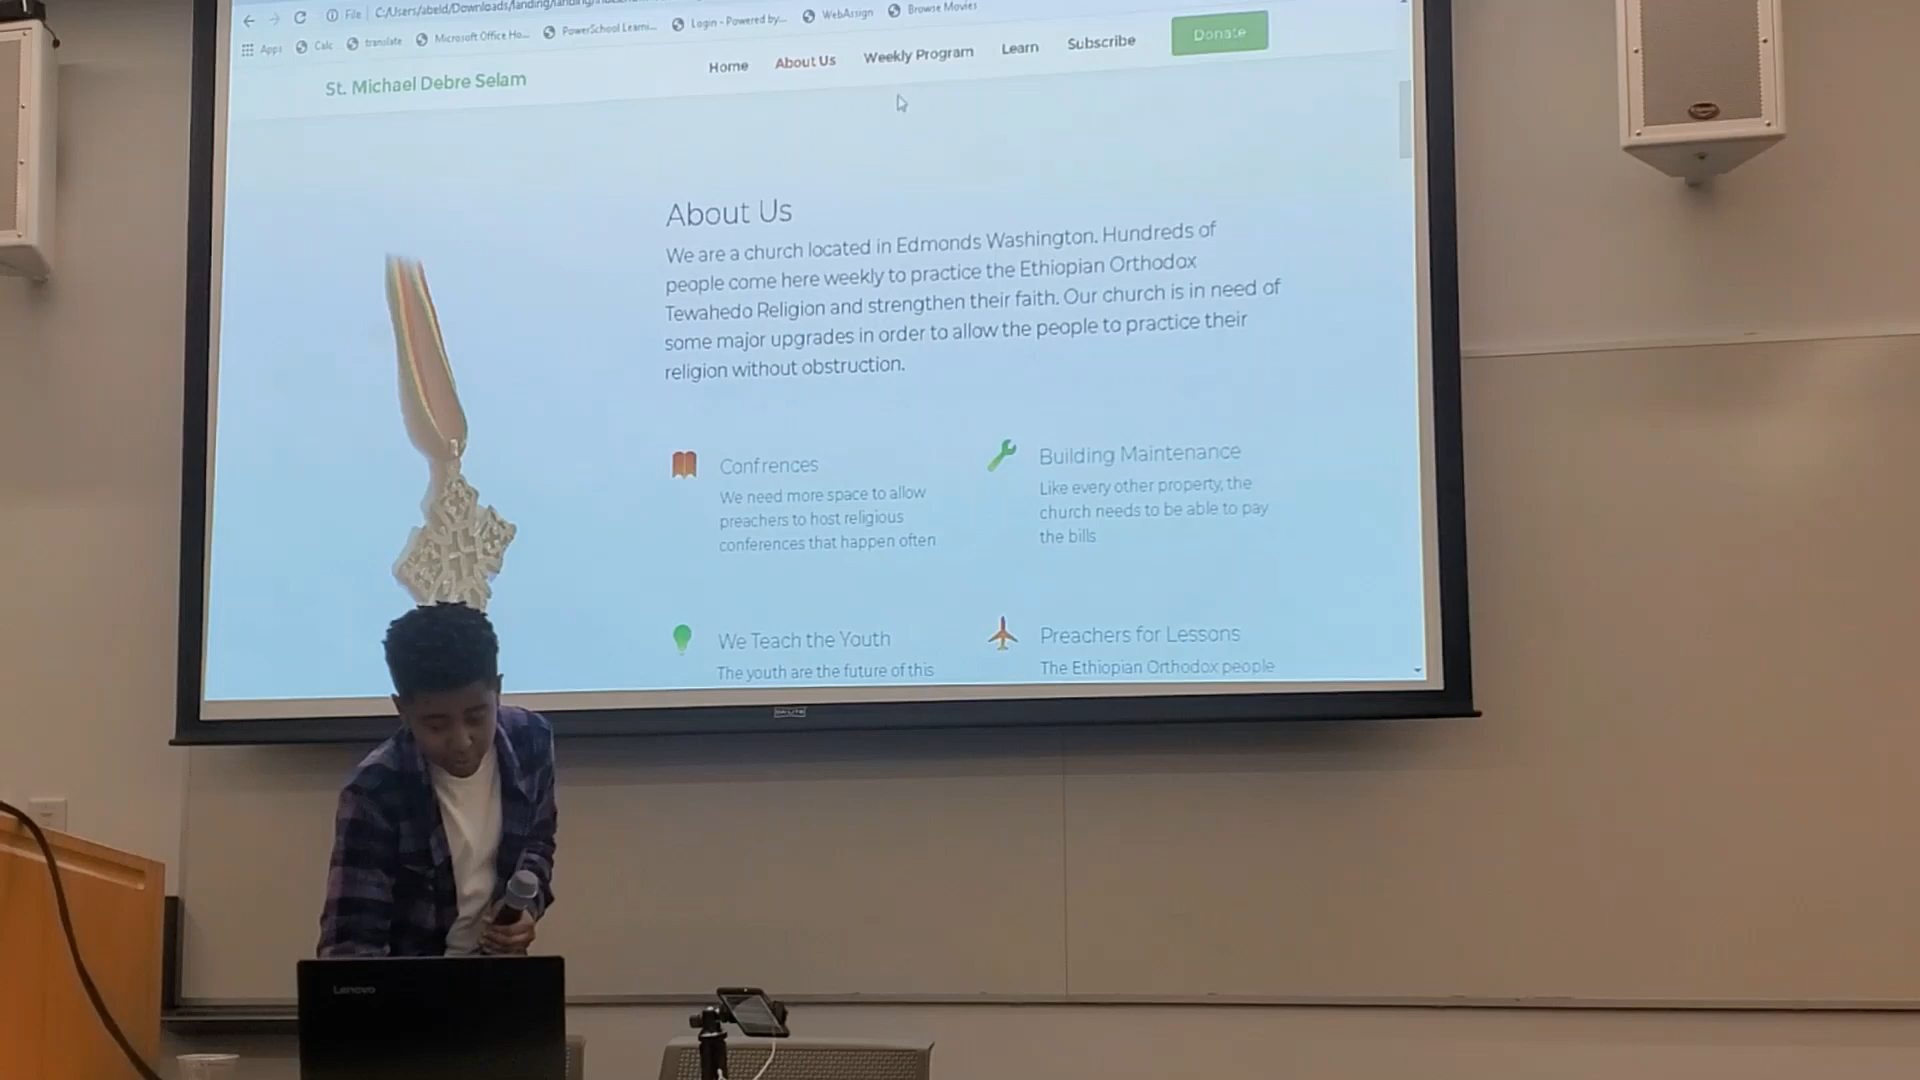 File | C:/Users/abeld/Downloads/landing/landing/
Apps Calc translate Microsoft Office Ho... PowerSchool Learni... Login - Powered by... WebAssign Browse Movies
St. Michael Debre Selam Home About Us Weekly Program Learn Subscribe Donate
About Us
We are a church located in Edmonds Washington. Hundreds of
people come here weekly to practice the Ethiopian Orthodox
Tewahedo Religion and strengthen their faith. Our church is in need of
some major upgrades in order to allow the people to practice their
religion without obstruction.
Confrences
We need more space to allow
preachers to host religious
conferences that happen often
Building Maintenance
Like every other property, the
church needs to be able to pay
the bills
We Teach the Youth
The youth are the future of this
Preachers for Lessons
The Ethiopian Orthodox people
DA-LITE
Lenovo